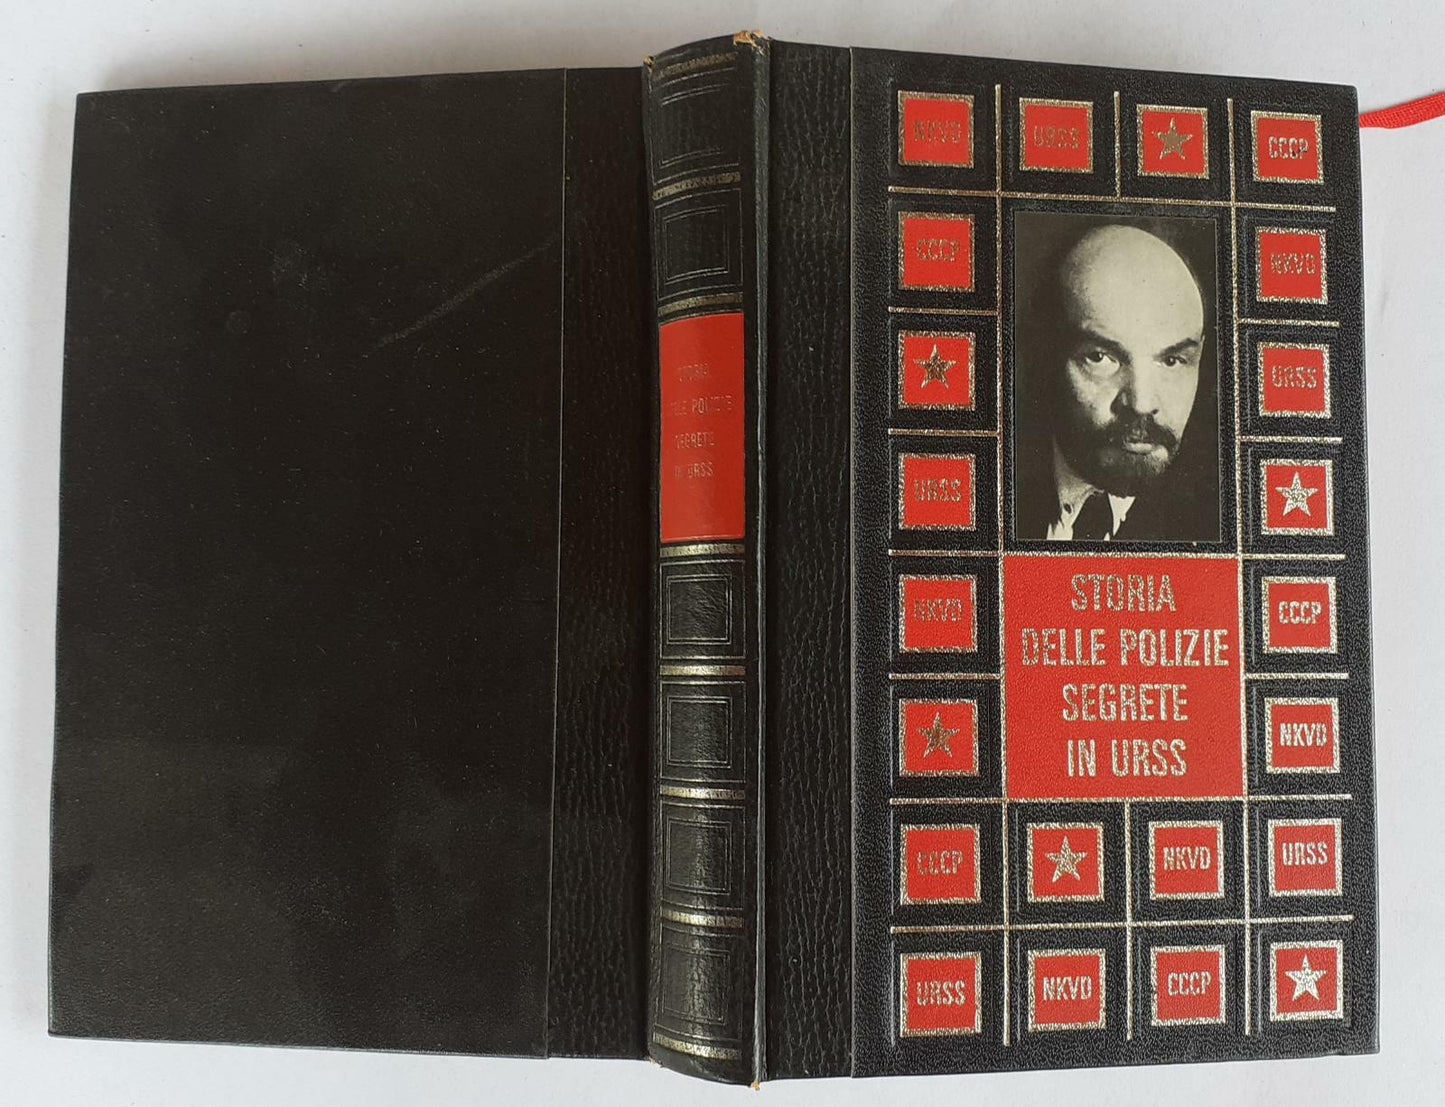 STORIA
DELLE POLIZIE
SEGRETE
IN URSS
NKVD URSS CCCP
CCCP NKVD
URSS
URSS
NKVD CCCP
NKVD
STORIA
DELLE POLIZIE
SEGRETE
IN URSS
CCCP NKVD URSS
URSS NKVD CCCP